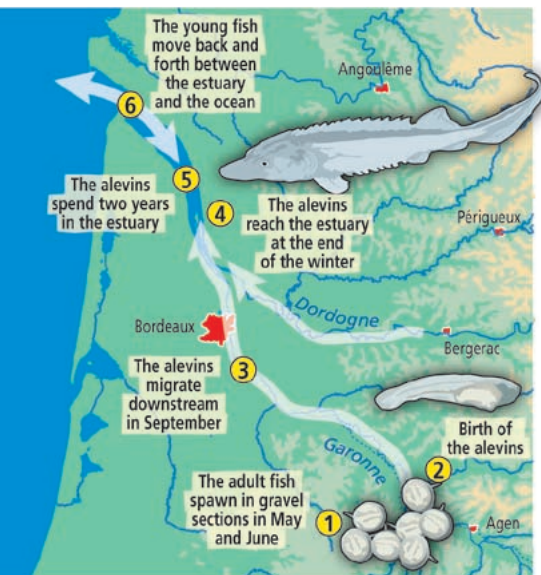 The young fish
move back and
forth between
the estuary
and the ocean
Angoulême
6
5
The alevins
spend two years
in the estuary
4
The alevins
reach the estuary
at the end
of the winter
Périgueux
Dordogne
Bordeaux
Bergerac
The alevins
migrate
downstream
in September
3
Birth of
the alevins
Garonne
2
The adult fish
spawn in gravel
sections in May
and June
1
Agen